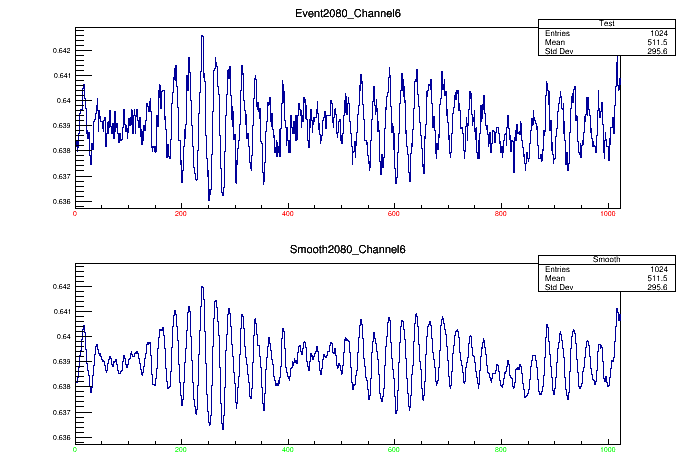 Event2080_Channel6
Test
Entries 1024
Mean 511.5
Std Dev 295.6
0.642
0.641
0.64
0.639
0.638
0.637
0.636
0 200 400 600 800 1000
Smooth2080_Channel6
Smooth
Entries 1024
Mean 511.5
Std Dev 295.6
0.642
0.641
0.64
0.639
0.638
0.637
0.636
0 200 400 600 800 1000